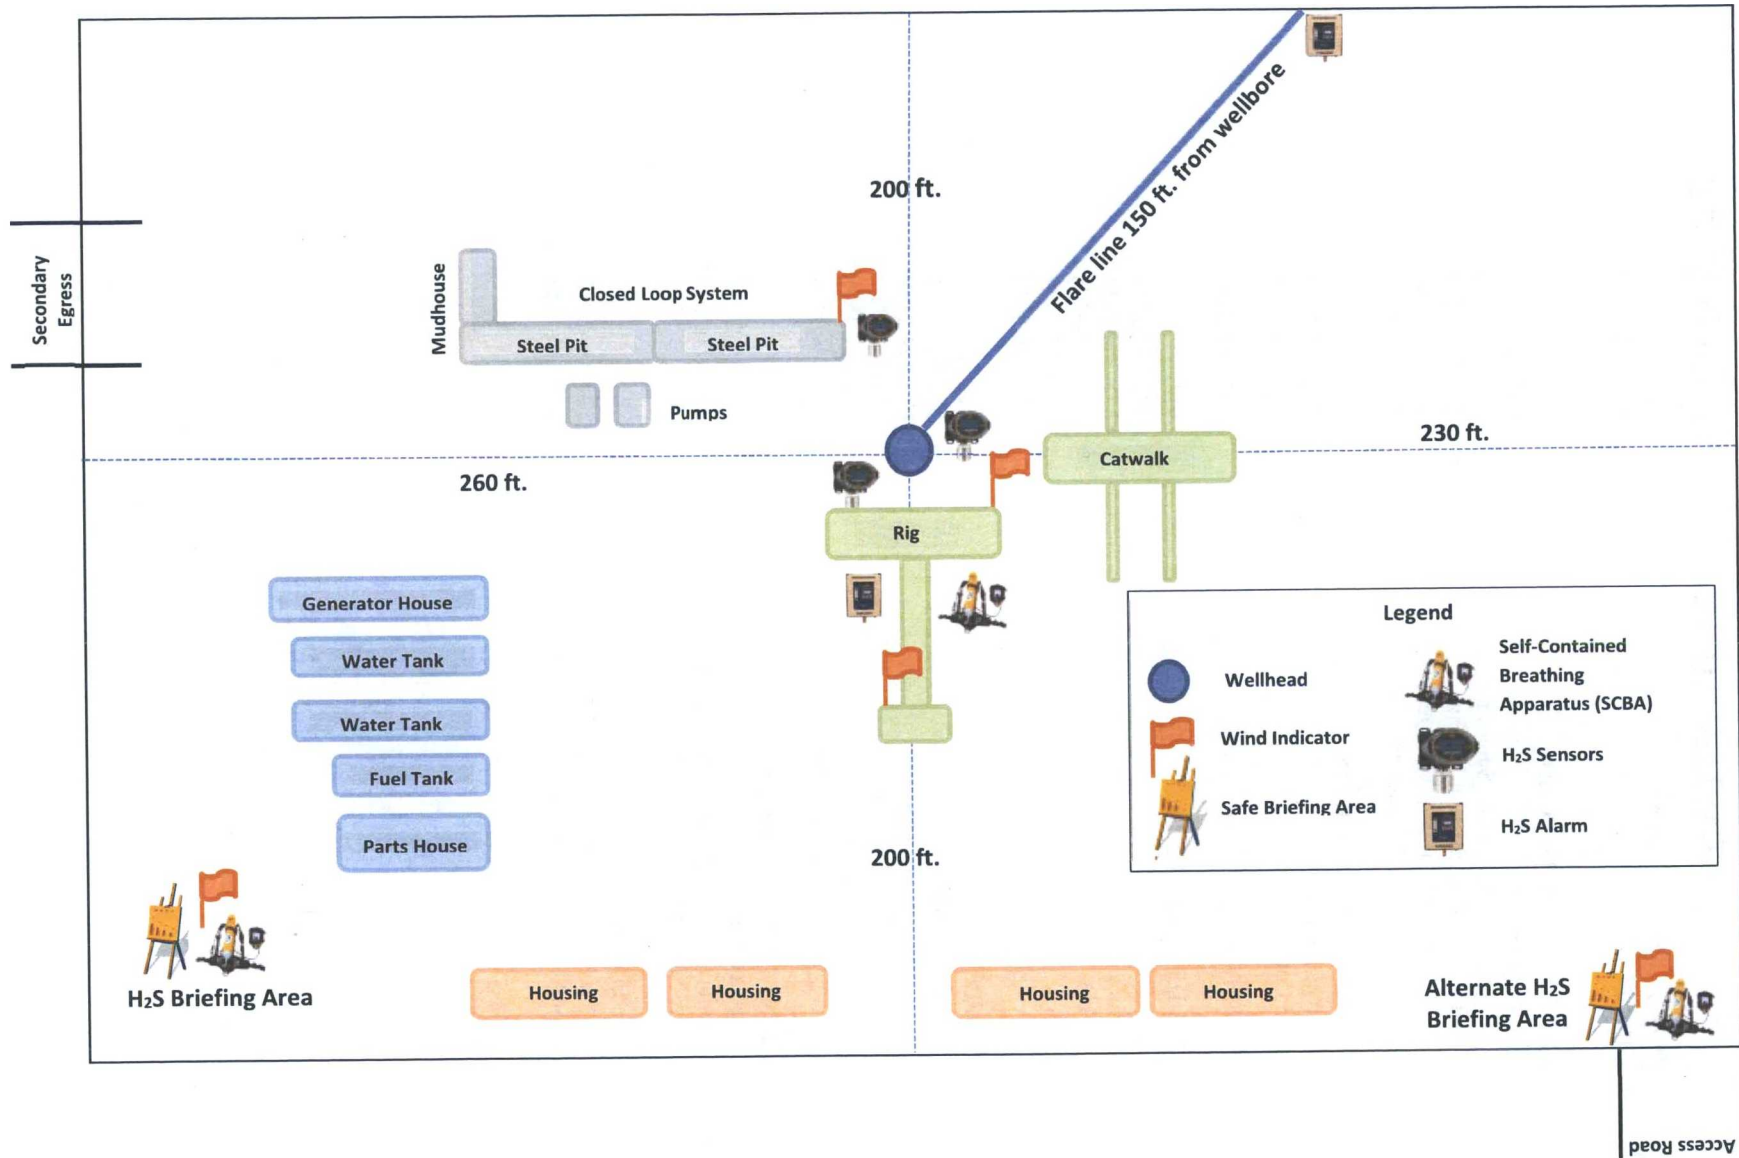 200 ft.
Flare line 150 ft. from wellbore
Secondary
Egress
Mudhouse
Closed Loop System
Steel Pit
Steel Pit
Pumps
230 ft.
260 ft.
Catwalk
Rig
Generator House
Water Tank
Water Tank
Fuel Tank
Parts House
200 ft.
Legend
Wellhead
Wind Indicator
Safe Briefing Area
Self-Contained
Breathing
Apparatus (SCBA)
H₂S Sensors
H₂S Alarm
H₂S Briefing Area
Housing
Housing
Housing
Housing
Alternate H₂S
Briefing Area
Access Road